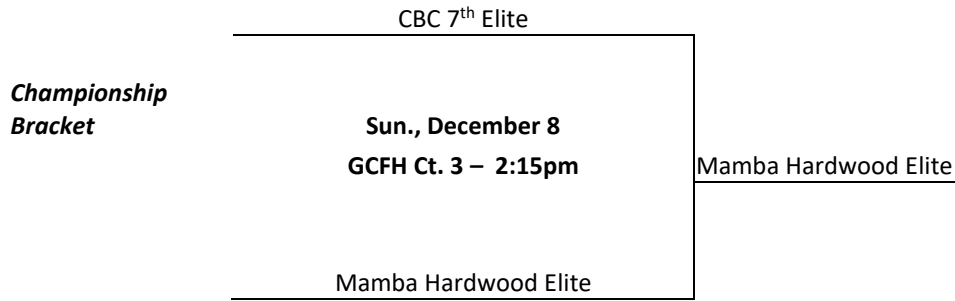 CBC 7th Elite
Championship
Bracket
Sun., December 8
GCFH Ct. 3 – 2:15pm
Mamba Hardwood Elite
Mamba Hardwood Elite